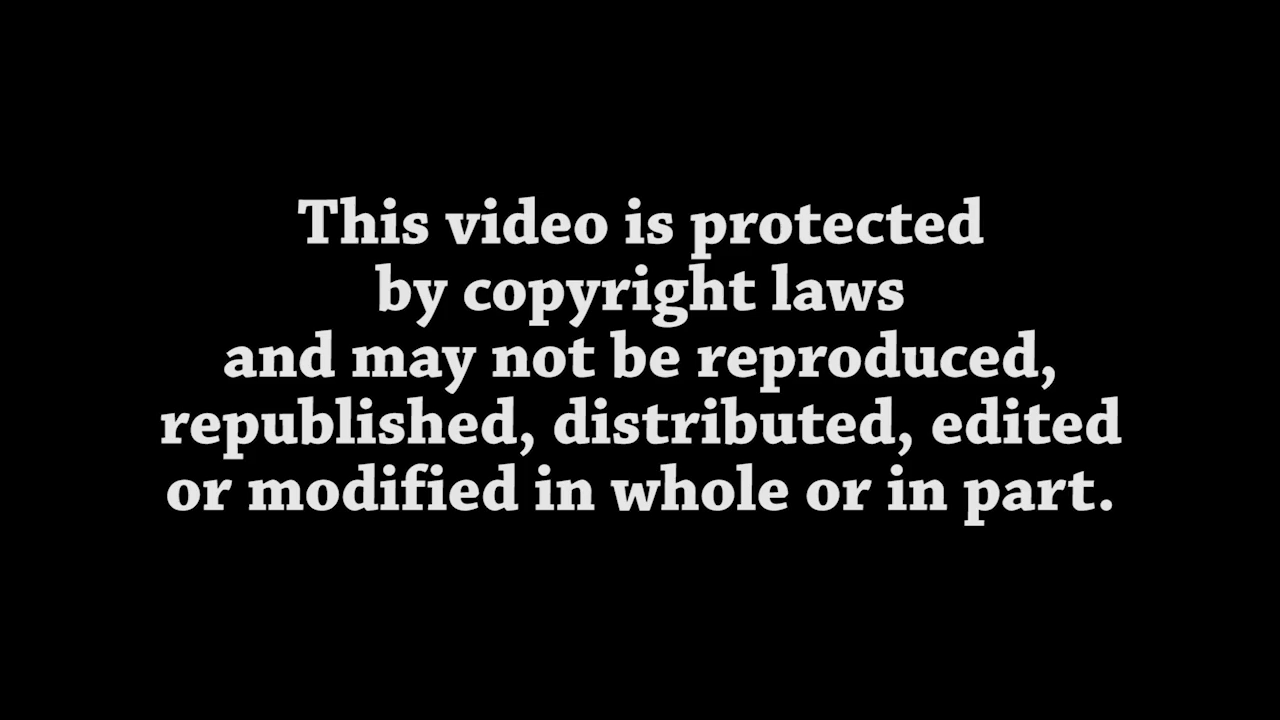 This video is protected
by copyright laws
and may not be reproduced,
republished, distributed, edited
or modified in whole or in part.